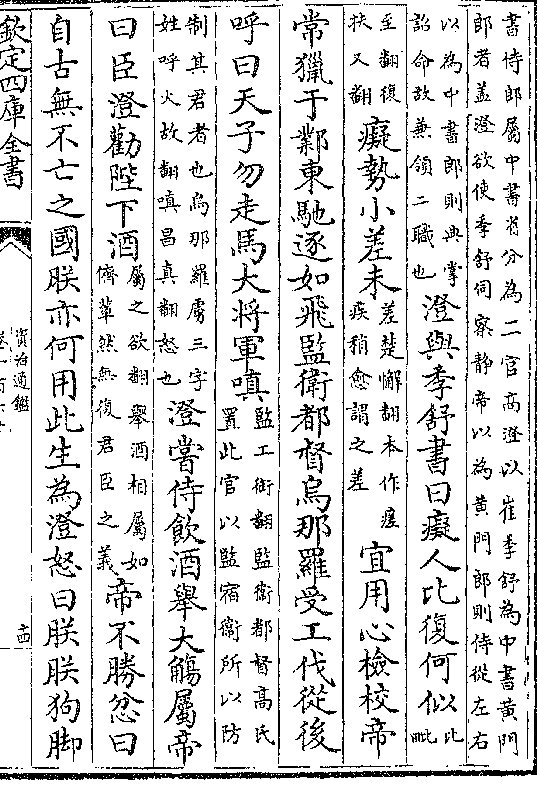 書侍郎屬中書省分為二官高澄以崔季舒為中書黃門
郎者蓋澄欲使季舒伺察静帝以為黃門郎則侍從左右
以為中書郎則典掌
詔命故兼領二職也
澄與季舒書曰癡人比復何似
比
毗
至翻復
扶又翻
癡勢小差未
差楚懈翻本作瘥
疾稍愈謂之差
宜用心檢校帝
常獵于鄴東馳逐如飛監衛都督烏那羅受工伐從後
呼曰天子勿走馬大將軍嗔
監工銜翻監衛都督高氏
置此官以監宿衞所以防
制其君者也烏那羅虜三字
姓呼火故翻嗔昌真翻怒也
澄嘗侍飲酒舉大觴屬帝
曰臣澄勸陛下酒
屬之欲翻舉酒相屬如
儕輩然無復君臣之義
帝不勝忿曰
自古無不亡之國朕亦何用此生為澄怒曰朕朕狗脚
欽定四庫全書
資治通鑑
卷一百六十
十四